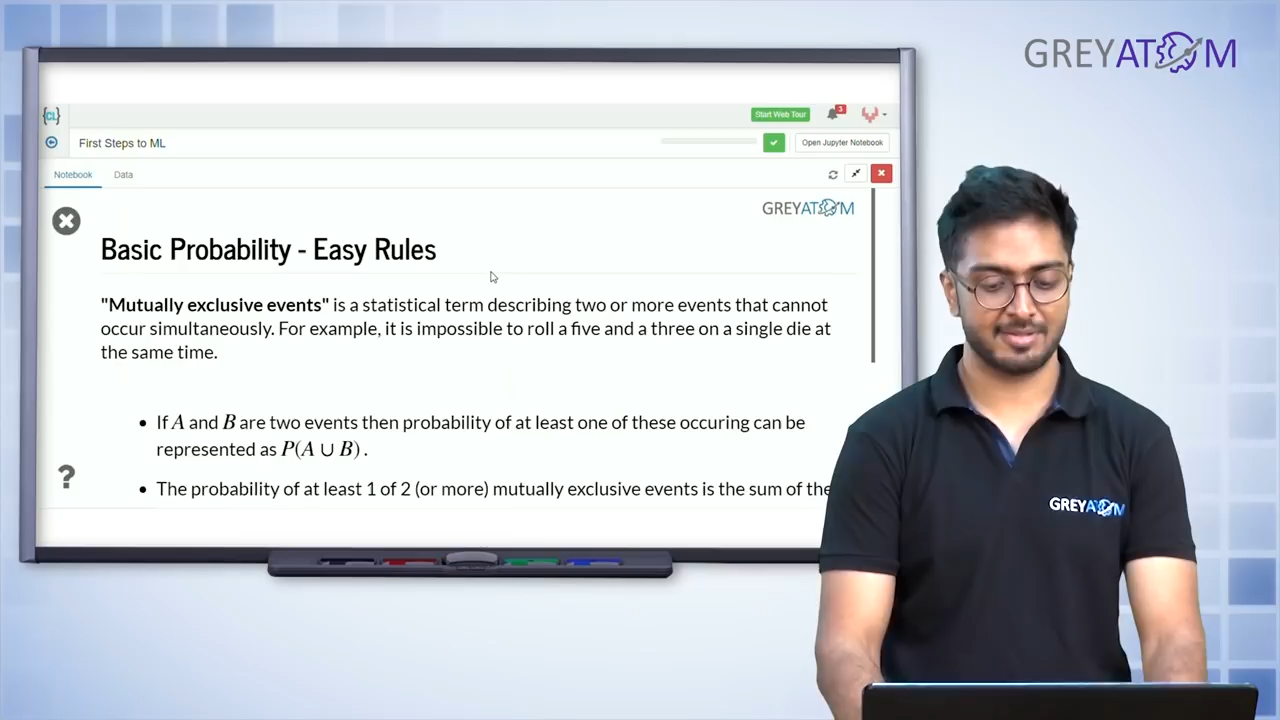 GREYATOM
{CL}
Start Web Tour
3
First Steps to ML
Open Jupyter Notebook
Notebook
Data
GREYATOM
Basic Probability - Easy Rules
"Mutually exclusive events" is a statistical term describing two or more events that cannot
occur simultaneously. For example, it is impossible to roll a five and a three on a single die at
the same time.
• If A and B are two events then probability of at least one of these occuring can be
represented as P(A ∪ B) .
?
• The probability of at least 1 of 2 (or more) mutually exclusive events is the sum of the
GREYATOM